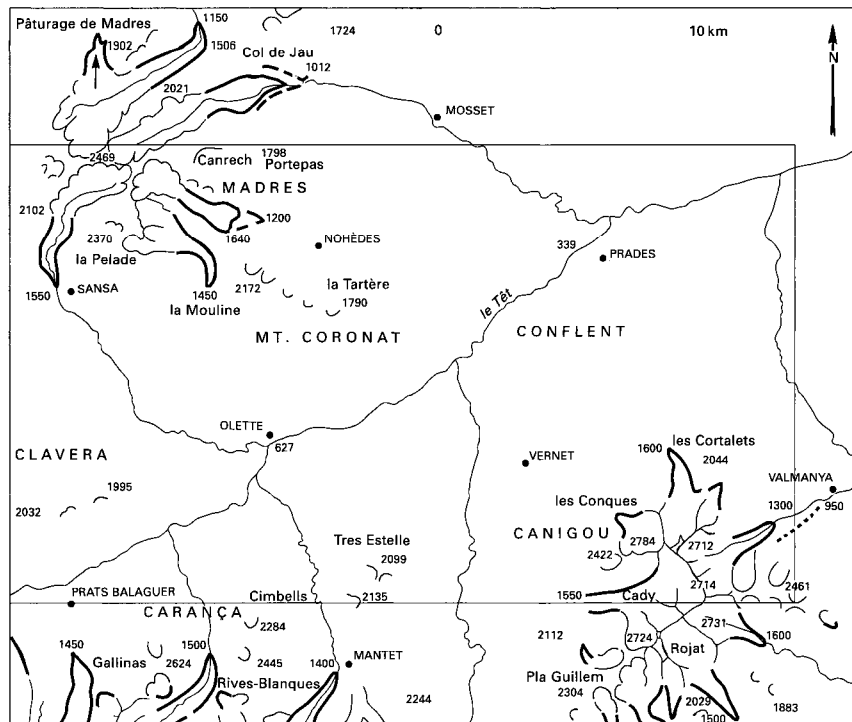 1150
1724
0
10 km
Pâturage de Madres
1902
1506
Col de Jau
1012
N
2021
MOSSET
2469
Canrech
1798
Portepas
MADRES
2102
1200
2370
1640
NOHÈDES
339
PRADES
la Pelade
2172
la Tartère
1550
SANSA
1450
1790
le Têt
la Mouline
MT. CORONAT
CONFLENT
OLETTE
627
CLAVERA
VERNET
1600
les Cortalets
2044
VALMANYA
1995
2032
les Conques
1300
950
CANIGOU
Tres Estelle
2784
2712
2099
2422
2714
2461
PRATS BALAGUER
Cimbells
2135
1550
Cady
CARANÇA
2284
2112
2724
2731
1600
1450
1500
Gallinas
2624
2445
1400
MANTET
Rojat
Rives-Blanques
Pla Guillem
2244
2304
2029
1883
1500